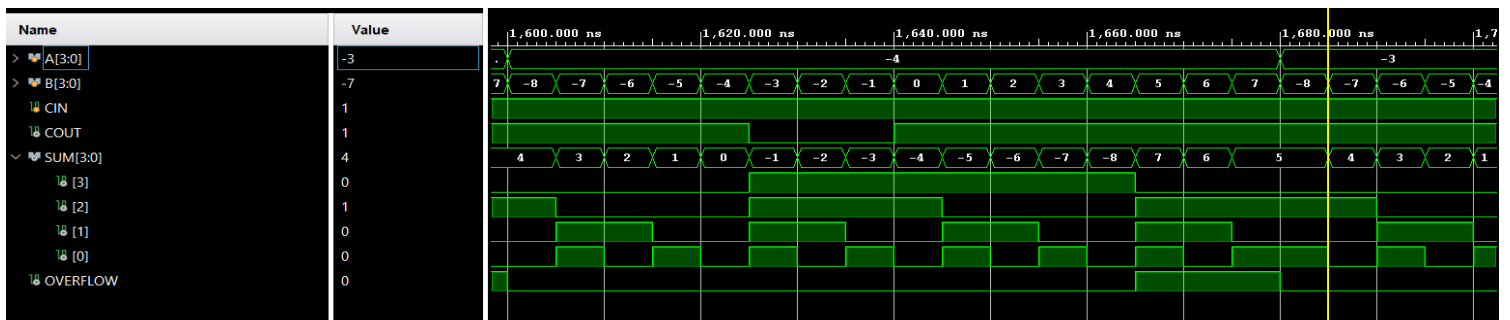 Name Value 1,600.000 ns 1,620.000 ns 1,640.000 ns 1,660.000 ns 1,680.000 ns 1,7
A[3:0] -3 . -4 -3
B[3:0] -7 7 -8 -7 -6 -5 -4 -3 -2 -1 0 1 2 3 4 5 6 7 -8 -7 -6 -5 -4
CIN 1
COUT 1
SUM[3:0] 4 4 3 2 1 0 -1 -2 -3 -4 -5 -6 -7 -8 7 6 5 4 3 2 1
[3] 0
[2] 1
[1] 0
[0] 0
OVERFLOW 0